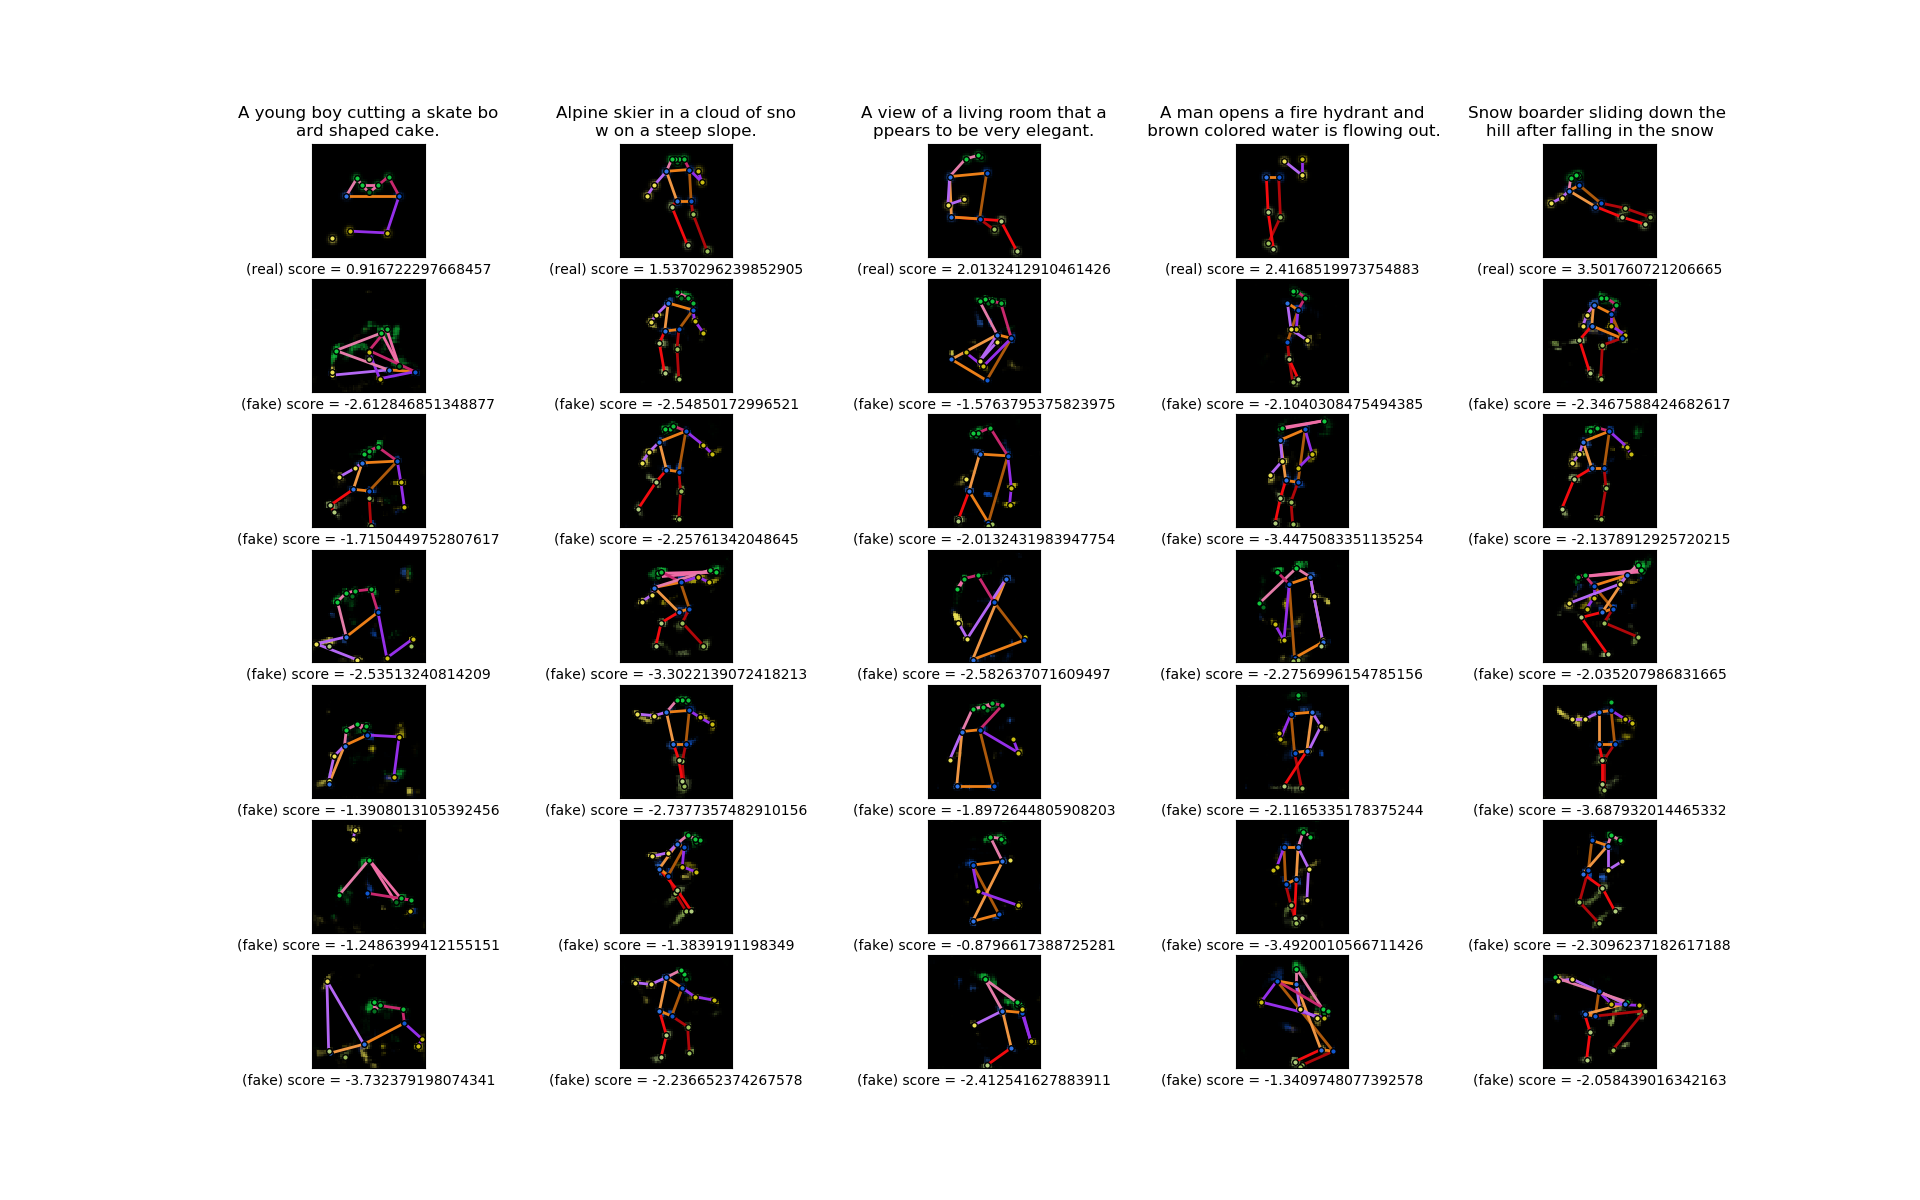 A young boy cutting a skate bo
ard shaped cake.
Alpine skier in a cloud of sno
w on a steep slope.
A view of a living room that a
ppears to be very elegant.
A man opens a fire hydrant and
brown colored water is flowing out.
Snow boarder sliding down the
hill after falling in the snow
(real) score = 0.916722297668457
(real) score = 1.5370296239852905
(real) score = 2.0132412910461426
(real) score = 2.4168519973754883
(real) score = 3.501760721206665
(fake) score = -2.612846851348877
(fake) score = -2.54850172996521
(fake) score = -1.5763795375823975
(fake) score = -2.1040308475494385
(fake) score = -2.3467588424682617
(fake) score = -1.7150449752807617
(fake) score = -2.25761342048645
(fake) score = -2.0132431983947754
(fake) score = -3.4475083351135254
(fake) score = -2.1378912925720215
(fake) score = -2.53513240814209
(fake) score = -3.3022139072418213
(fake) score = -2.582637071609497
(fake) score = -2.2756996154785156
(fake) score = -2.035207986831665
(fake) score = -1.3908013105392456
(fake) score = -2.7377357482910156
(fake) score = -1.8972644805908203
(fake) score = -2.1165335178375244
(fake) score = -3.687932014465332
(fake) score = -1.2486399412155151
(fake) score = -1.3839191198349
(fake) score = -0.8796617388725281
(fake) score = -3.4920010566711426
(fake) score = -2.3096237182617188
(fake) score = -3.732379198074341
(fake) score = -2.236652374267578
(fake) score = -2.412541627883911
(fake) score = -1.3409748077392578
(fake) score = -2.058439016342163